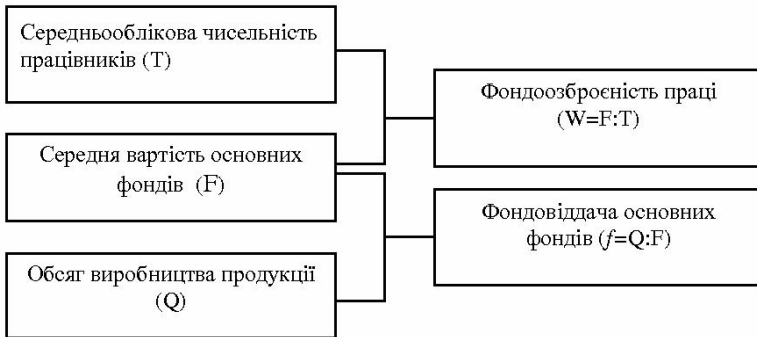 Середньооблікова чисельність
працівників (Т)
Середня вартість основних
фондів (F)
Обсяг виробництва продукції
(Q)
Фондоозброєність праці
(W=F:T)
Фондовіддача основних
фондів (f=Q:F)